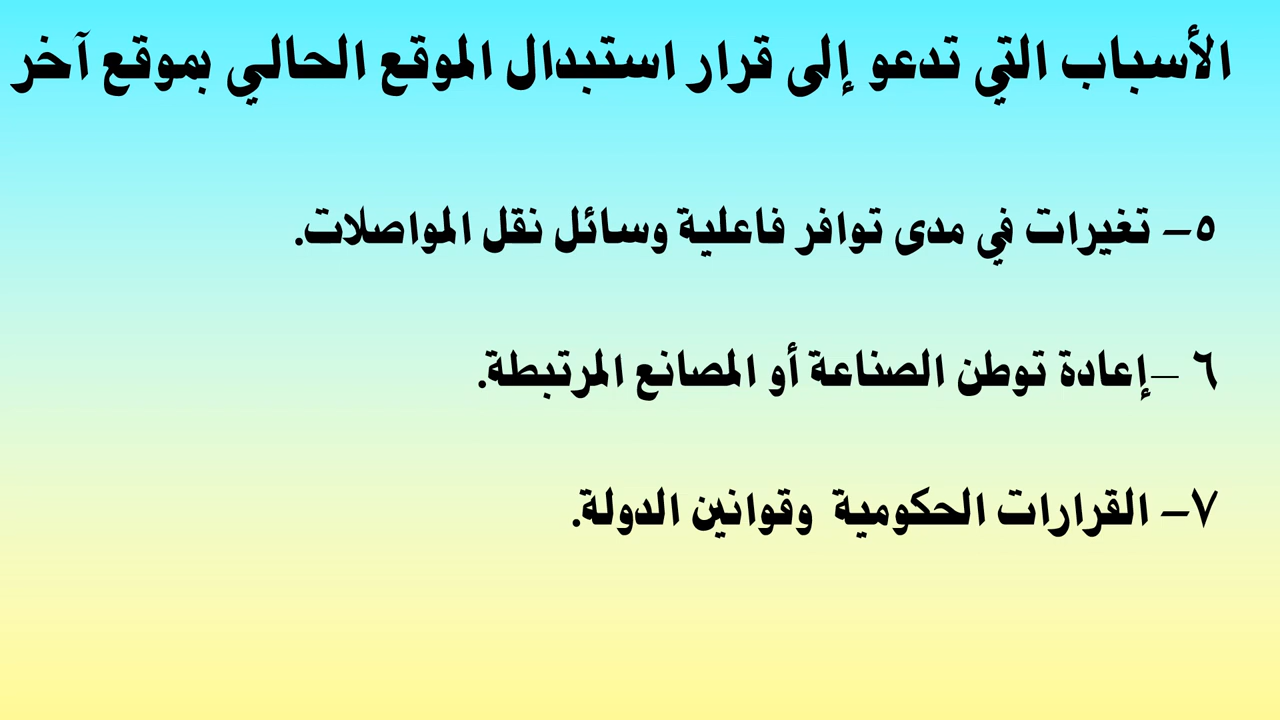 الأسباب التي تدعو إلى قرار استبدال الموقع الحالي بموقع آخر
٥- تغيرات في مدى توافر فاعلية وسائل نقل المواصلات.
٦ –إعادة توطن الصناعة أو المصانع المرتبطة.
٧- القرارات الحكومية وقوانين الدولة.